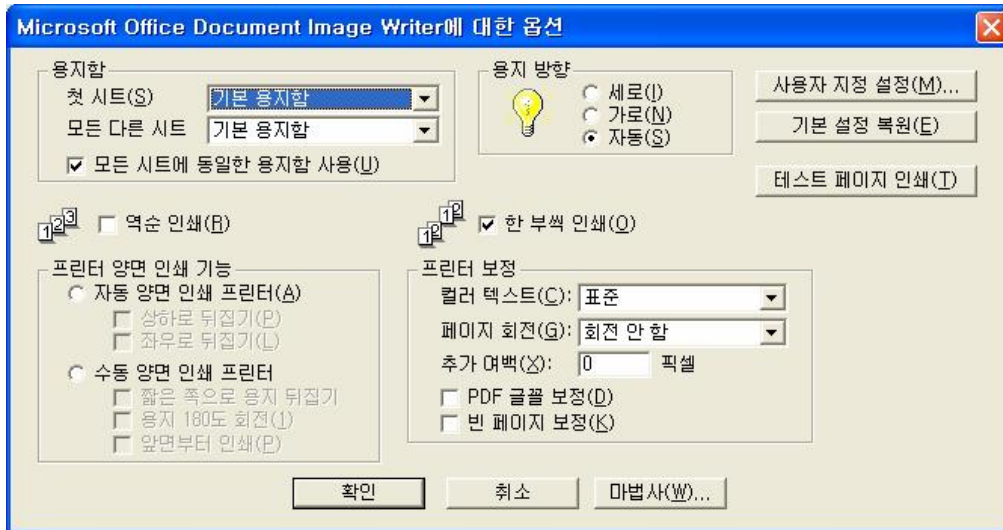 Microsoft Office Document Image Writer에 대한 옵션
용지함
첫 시트(S) 기본 용지함
모든 다른 시트 기본 용지함
모든 시트에 동일한 용지함 사용(U)
용지 방향
세로(I)
가로(N)
자동(S)
사용자 지정 설정(M)...
기본 설정 복원(E)
테스트 페이지 인쇄(T)
123 역순 인쇄(R)
12 12 한 부씩 인쇄(O)
프린터 양면 인쇄 기능
자동 양면 인쇄 프린터(A)
상하로 뒤집기(P)
좌우로 뒤집기(L)
수동 양면 인쇄 프린터
짧은 쪽으로 용지 뒤집기
용지 180도 회전(1)
앞면부터 인쇄(P)
프린터 보정
컬러 텍스트(C): 표준
페이지 회전(G): 회전 안 함
추가 여백(X): 0 픽셀
PDF 글꼴 보정(D)
빈 페이지 보정(K)
확인
취소
마법사(W)...